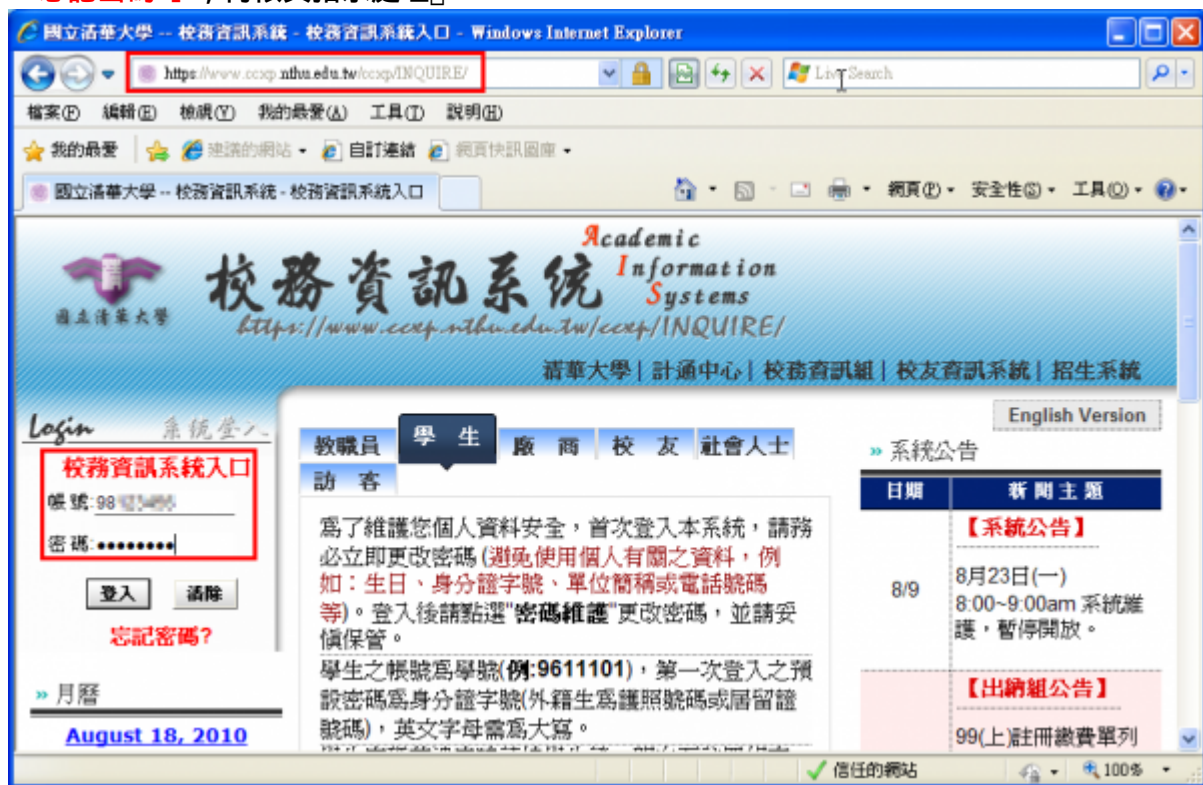 國立清華大學 -- 校務資訊系統 - 校務資訊系統入口 - Windows Internet Explorer
https://www.ccxp.nthu.edu.tw/ccxp/INQUIRE/
Live Search
檔案(F) 編輯(E) 檢視(V) 我的最愛(A) 工具(T) 說明(H)
我的最愛 建議的網站 自訂連結 網頁快訊圖庫
國立清華大學 -- 校務資訊系統 - 校務資訊系統入口
網頁(P) 安全性(S) 工具(O)
Academic
Information
Systems
校務資訊系統
國立清華大學
https://www.ccxp.nthu.edu.tw/ccxp/INQUIRE/
清華大學| 計通中心| 校務資訊組| 校友資訊系統| 招生系統
Login 系統登入
校務資訊系統入口
帳號:98
密碼:●●●●●●●●●
登入 清除
忘記密碼?
» 月曆
August 18, 2010
教職員 學 生 廠 商 校 友 社會人士
訪 客
為了維護您個人資料安全，首次登入本系統，請務
必立即更改密碼(避免使用個人有關之資料，例
如：生日、身分證字號、單位簡稱或電話號碼
等)。登入後請點選"密碼維護"更改密碼，並請妥
慎保管。
學生之帳號為學號(例:9611101)，第一次登入之預
設密碼為身分證字號(外籍生為護照號碼或居留證
號碼)，英文字母需為大寫。
English Version
» 系統公告
日期 新聞主題
【系統公告】
8/9
8月23日(一)
8:00~9:00am 系統維
護，暫停開放。
【出納組公告】
99(上)註冊繳費單列
信任的網站
100%